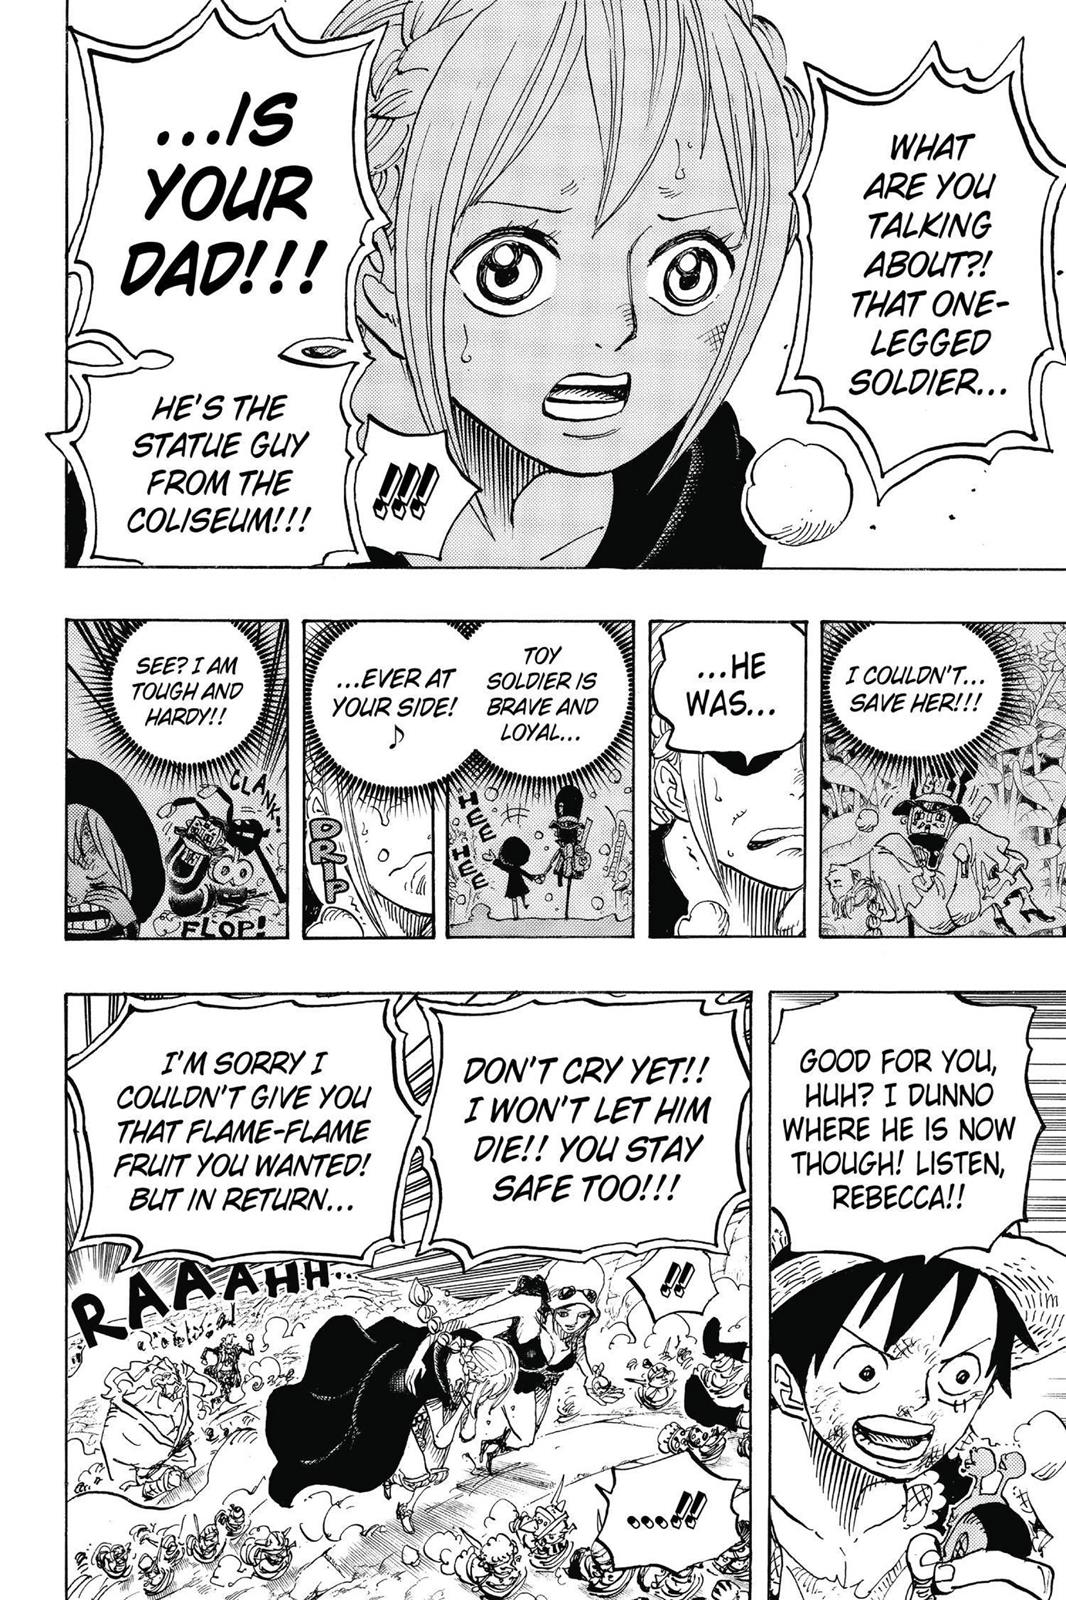 WHAT
ARE YOU
TALKING
ABOUT?!
THAT ONE-
LEGGED
SOLDIER...
...IS
YOUR
DAD!!!
HE'S THE
STATUE GUY
FROM THE
COLISEUM!!!
!!!!
I COULDN'T...
SAVE HER!!!
...HE
WAS...
TOY
SOLDIER IS
BRAVE AND
LOYAL...
HEE
HEE
...EVER AT
YOUR SIDE!
♪
DRIP
SEE? I AM
TOUGH AND
HARDY!!
CLANK!
FLOP!
GOOD FOR YOU,
HUH? I DUNNO
WHERE HE IS NOW
THOUGH! LISTEN,
REBECCA!!
DON'T CRY YET!!
I WON'T LET HIM
DIE!! YOU STAY
SAFE TOO!!!
I'M SORRY I
COULDN'T GIVE YOU
THAT FLAME-FLAME
FRUIT YOU WANTED!
BUT IN RETURN...
!!
RAAAAHH...
...!!